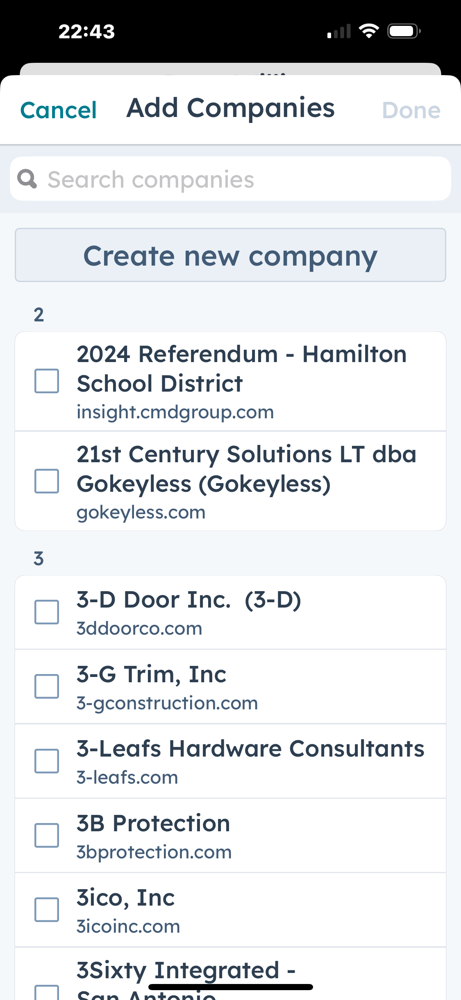 22:43
Cancel
Add Companies
Done
Search companies
Create new company
2
2024 Referendum - Hamilton
School District
insight.cmdgroup.com
21st Century Solutions LT dba
Gokeyless (Gokeyless)
gokeyless.com
3
3-D Door Inc.  (3-D)
3ddoorco.com
3-G Trim, Inc
3-gconstruction.com
3-Leafs Hardware Consultants
3-leafs.com
3B Protection
3bprotection.com
3ico, Inc
3icoinc.com
3Sixty Integrated -
San Antonio